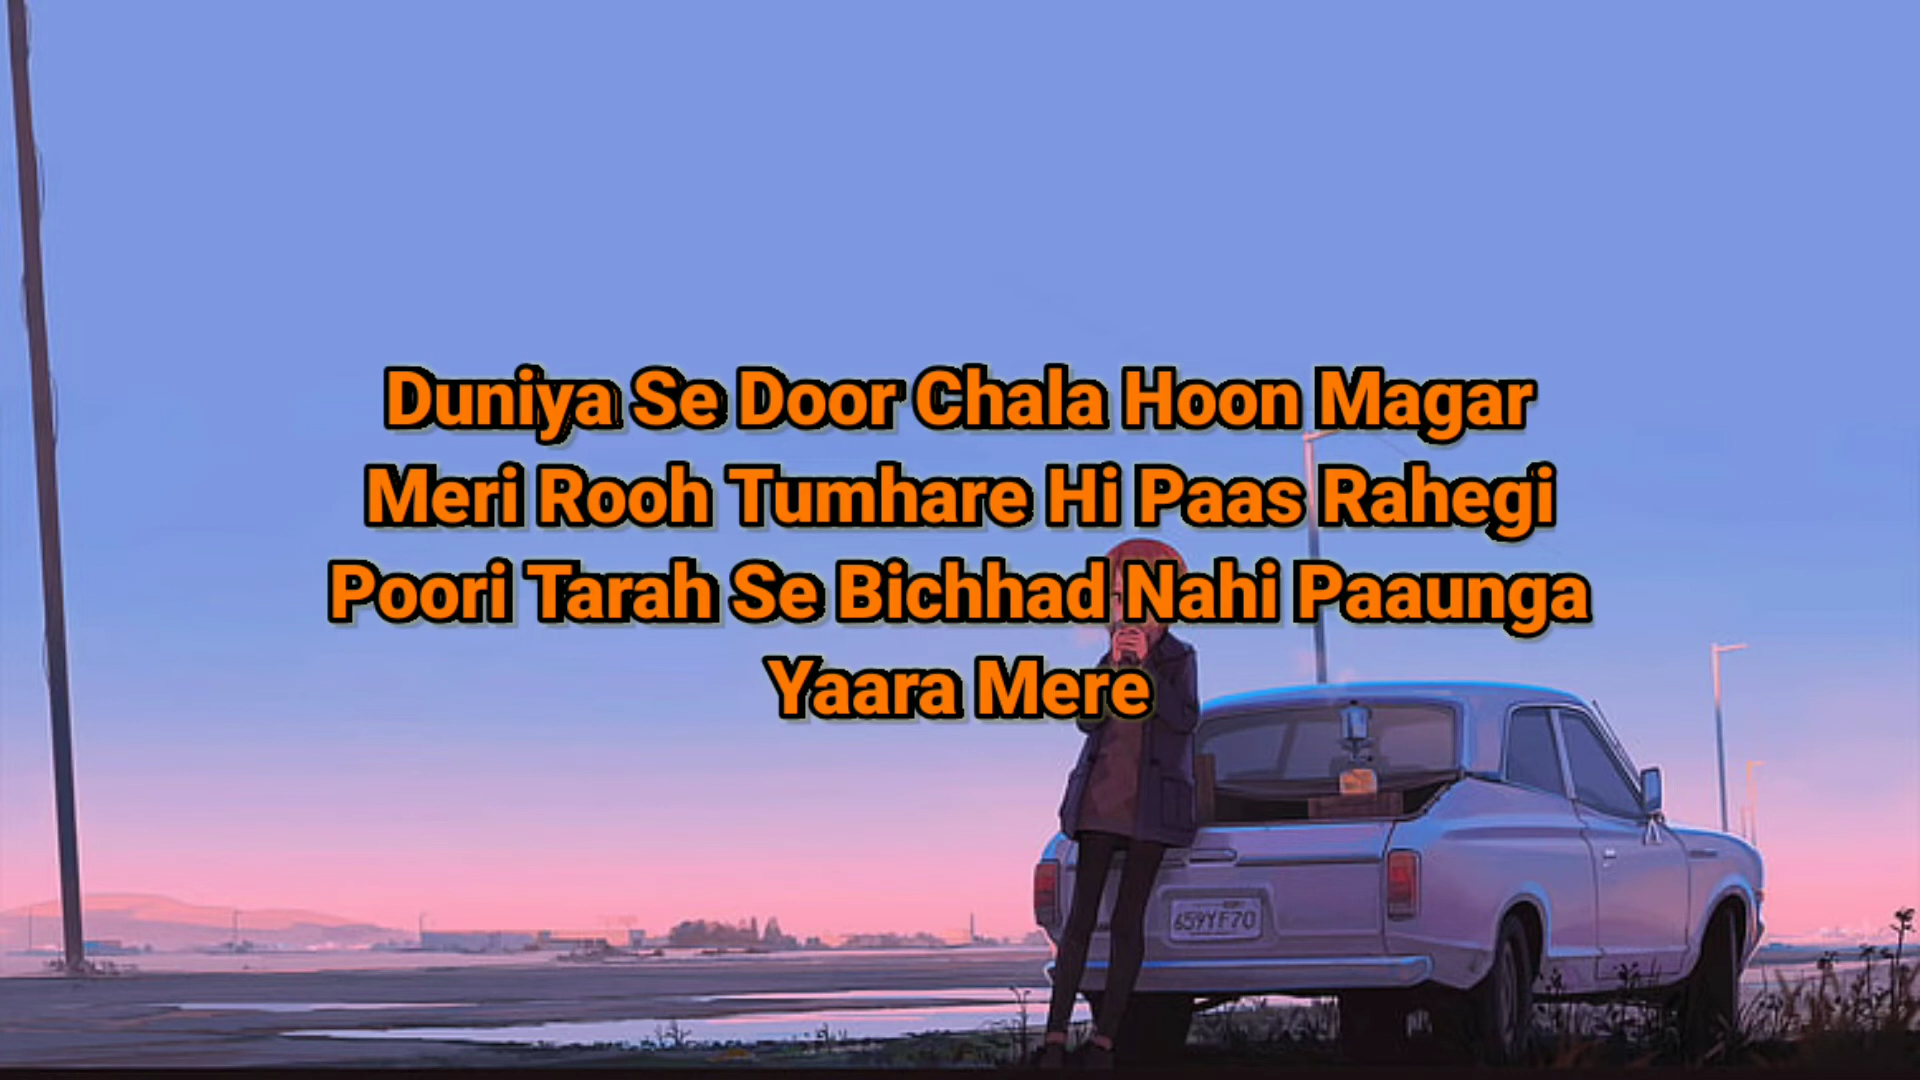 Duniya Se Door Chala Hoon Magar
Meri Rooh Tumhare Hi Paas Rahegi
Poori Tarah Se Bichhad Nahi Paaunga
Yaara Mere
659YF70